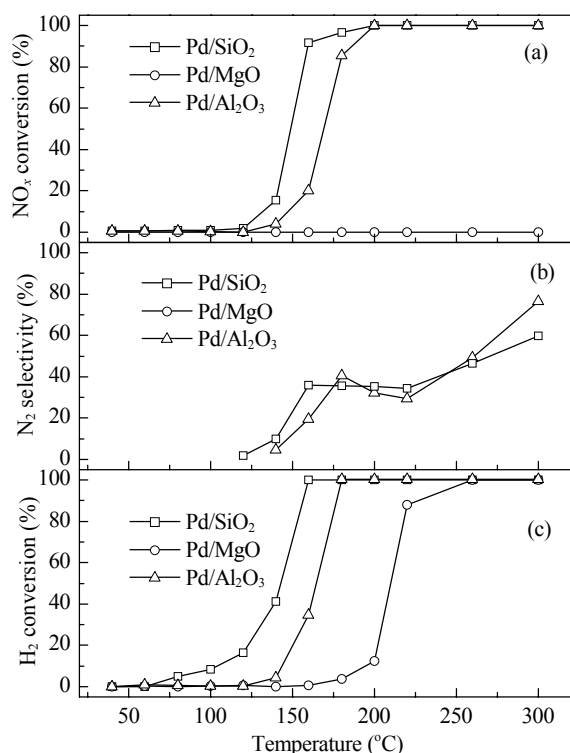 100
80
60
40
20
0
NOx conversion (%)
Pd/SiO2
Pd/MgO
Pd/Al2O3
(a)
100
80
60
40
20
0
N2 selectivity (%)
Pd/SiO2
Pd/MgO
Pd/Al2O3
(b)
100
80
60
40
20
0
H2 conversion (%)
Pd/SiO2
Pd/MgO
Pd/Al2O3
(c)
50 100 150 200 250 300
Temperature (°C)